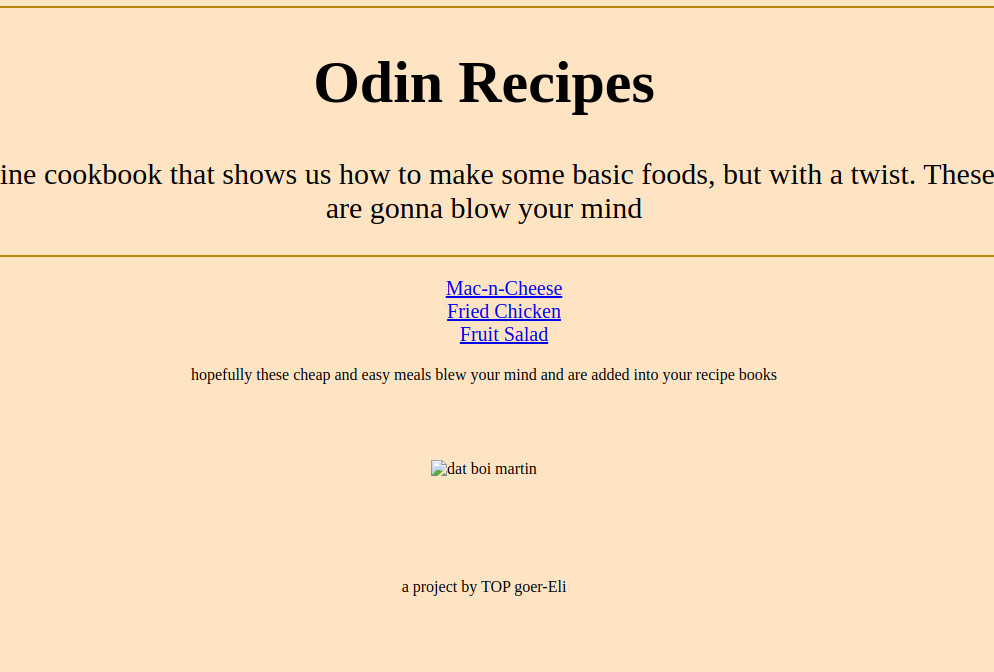 Odin Recipes
ine cookbook that shows us how to make some basic foods, but with a twist. These
are gonna blow your mind
Mac-n-Cheese
Fried Chicken
Fruit Salad
hopefully these cheap and easy meals blew your mind and are added into your recipe books
dat boi martin
a project by TOP goer-Eli